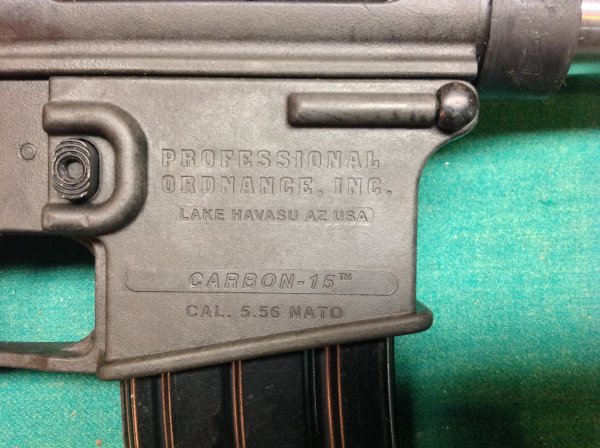 PROFESSIONAL
ORDNANCE, INC.
LAKE HAVASU AZ USA
CARBON-15™
CAL. 5.56 NATO